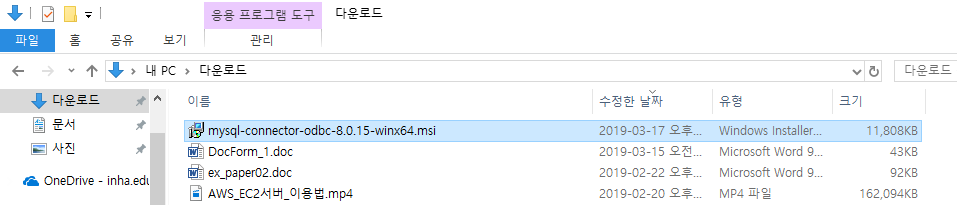 응용 프로그램 도구 다운로드
파일 홈 공유 보기 관리
내 PC 다운로드 다운로드
다운로드
문서
사진
OneDrive - inha.edu
이름 수정한 날짜 유형 크기
mysql-connector-odbc-8.0.15-winx64.msi 2019-03-17 오후... Windows Installer... 11,808KB
DocForm_1.doc 2019-03-15 오전... Microsoft Word 9... 43KB
ex_paper02.doc 2019-02-22 오후... Microsoft Word 9... 92KB
AWS_EC2서버_이용법.mp4 2019-02-20 오후... MP4 파일 162,094KB